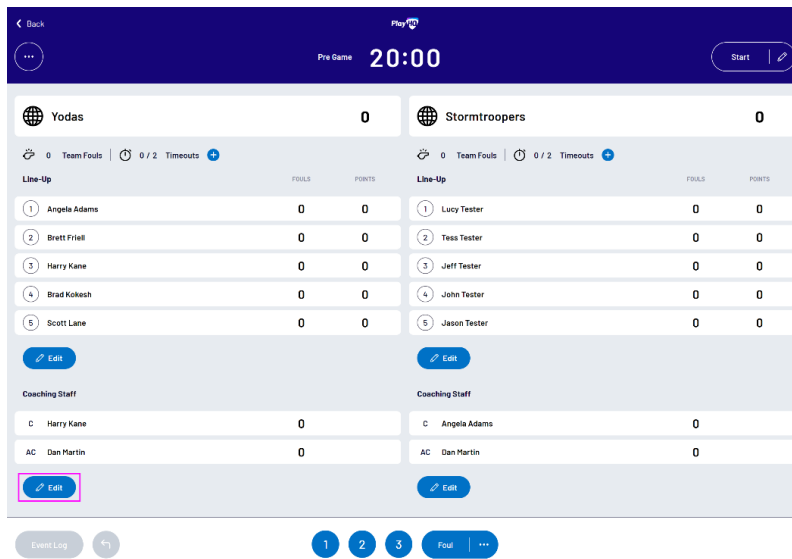 Back
PlayHQ
Pre Game 20:00
Start
Yodas 0
0 Team Fouls 0 / 2 Timeouts
Line-Up FOULS POINTS
1 Angela Adams 0 0
2 Brett Friell 0 0
3 Harry Kane 0 0
4 Brad Kokesh 0 0
5 Scott Lane 0 0
Edit
Coaching Staff
C Harry Kane 0
AC Dan Martin 0
Edit
Stormtroopers 0
0 Team Fouls 0 / 2 Timeouts
Line-Up FOULS POINTS
1 Lucy Tester 0 0
2 Tess Tester 0 0
3 Jeff Tester 0 0
4 John Tester 0 0
5 Jason Tester 0 0
Edit
Coaching Staff
C Angela Adams 0
AC Dan Martin 0
Edit
Event Log 1 2 3 Foul